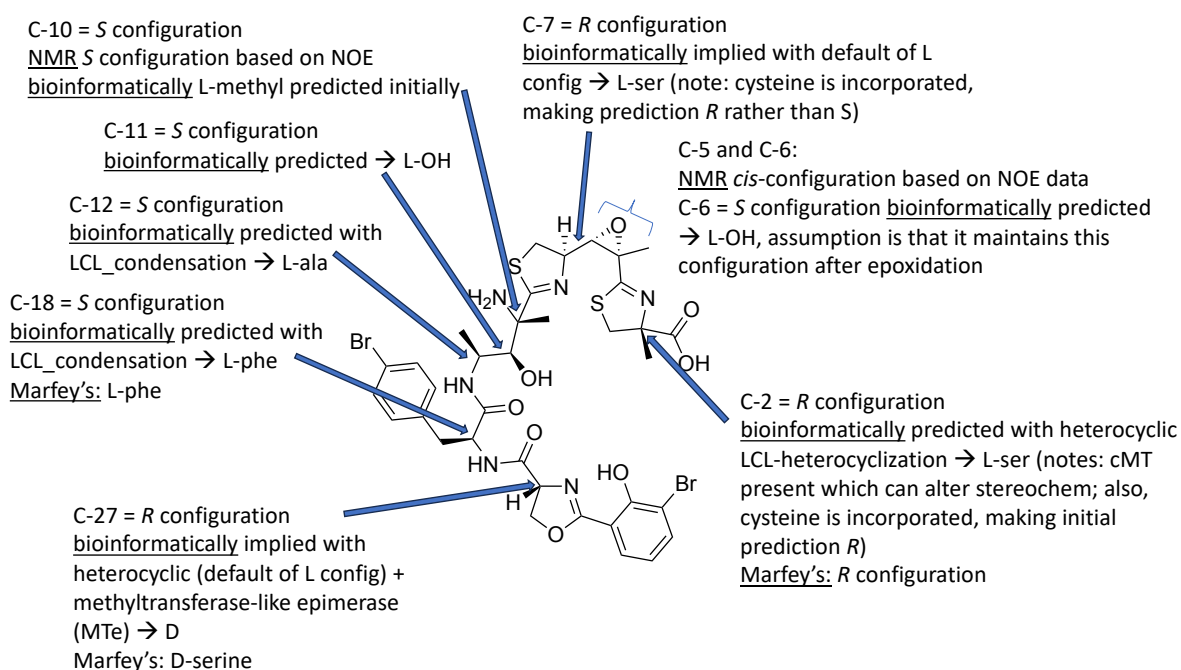 C-10 = S configuration
NMR S configuration based on NOE
bioinformatically L-methyl predicted initially
C-7 = R configuration
bioinformatically implied with default of L
config → L-ser (note: cysteine is incorporated,
making prediction R rather than S)
C-11 = S configuration
bioinformatically predicted → L-OH
C-5 and C-6:
NMR cis-configuration based on NOE data
C-6 = S configuration bioinformatically predicted
→ L-OH, assumption is that it maintains this
configuration after epoxidation
C-12 = S configuration
bioinformatically predicted with
LCL_condensation → L-ala
C-18 = S configuration
bioinformatically predicted with
LCL_condensation → L-phe
Marfey's: L-phe
H
O
S
N
H2N
S
N
O
OH
Br
OH
HN
O
O
NH
N
H
O
HO
Br
C-2 = R configuration
bioinformatically predicted with heterocyclic
LCL-heterocyclization → L-ser (notes: cMT
present which can alter stereochem; also,
cysteine is incorporated, making initial
prediction R)
Marfey's: R configuration
C-27 = R configuration
bioinformatically implied with
heterocyclic (default of L config) +
methyltransferase-like epimerase
(MTe) → D
Marfey's: D-serine